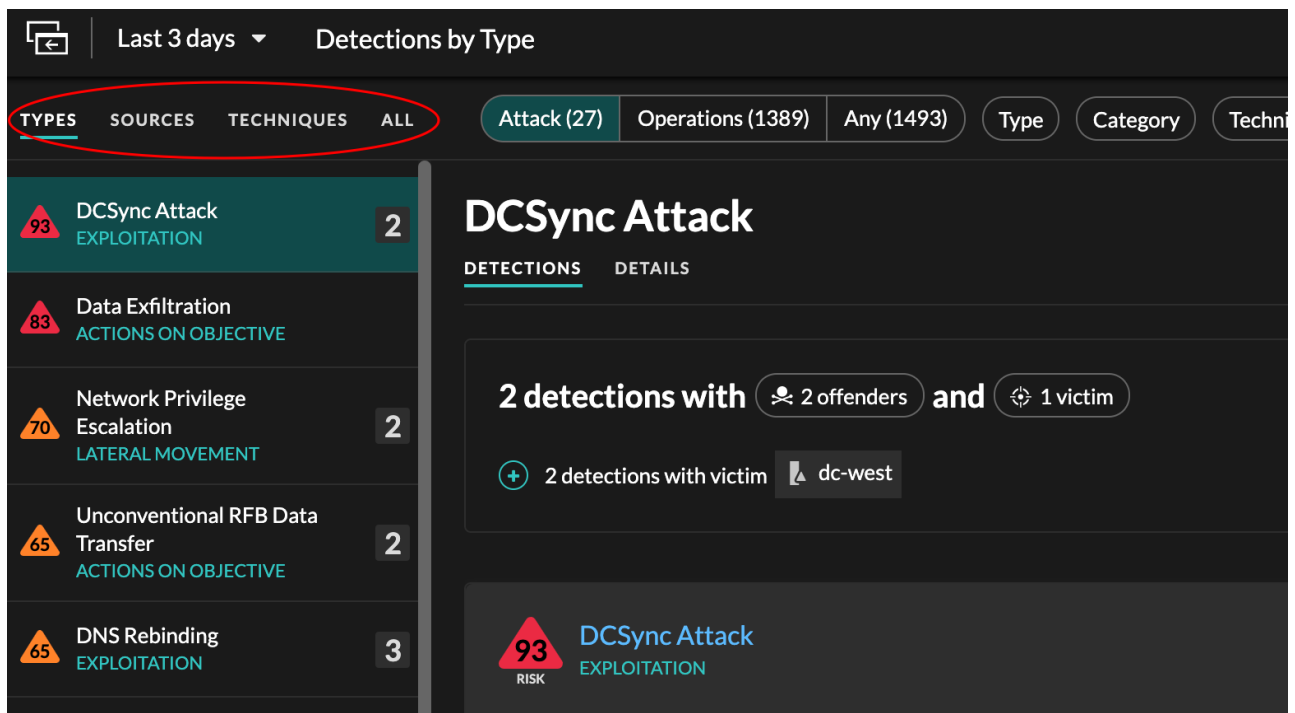 Last 3 days
Detections by Type
TYPES SOURCES TECHNIQUES ALL
Attack (27) Operations (1389) Any (1493) Type Category Techni
93
DCSync Attack
EXPLOITATION
2
83
Data Exfiltration
ACTIONS ON OBJECTIVE
70
Network Privilege
Escalation
LATERAL MOVEMENT
2
65
Unconventional RFB Data
Transfer
ACTIONS ON OBJECTIVE
2
65
DNS Rebinding
EXPLOITATION
3
DCSync Attack
DETECTIONS DETAILS
2 detections with 2 offenders and 1 victim
2 detections with victim dc-west
93
RISK
DCSync Attack
EXPLOITATION